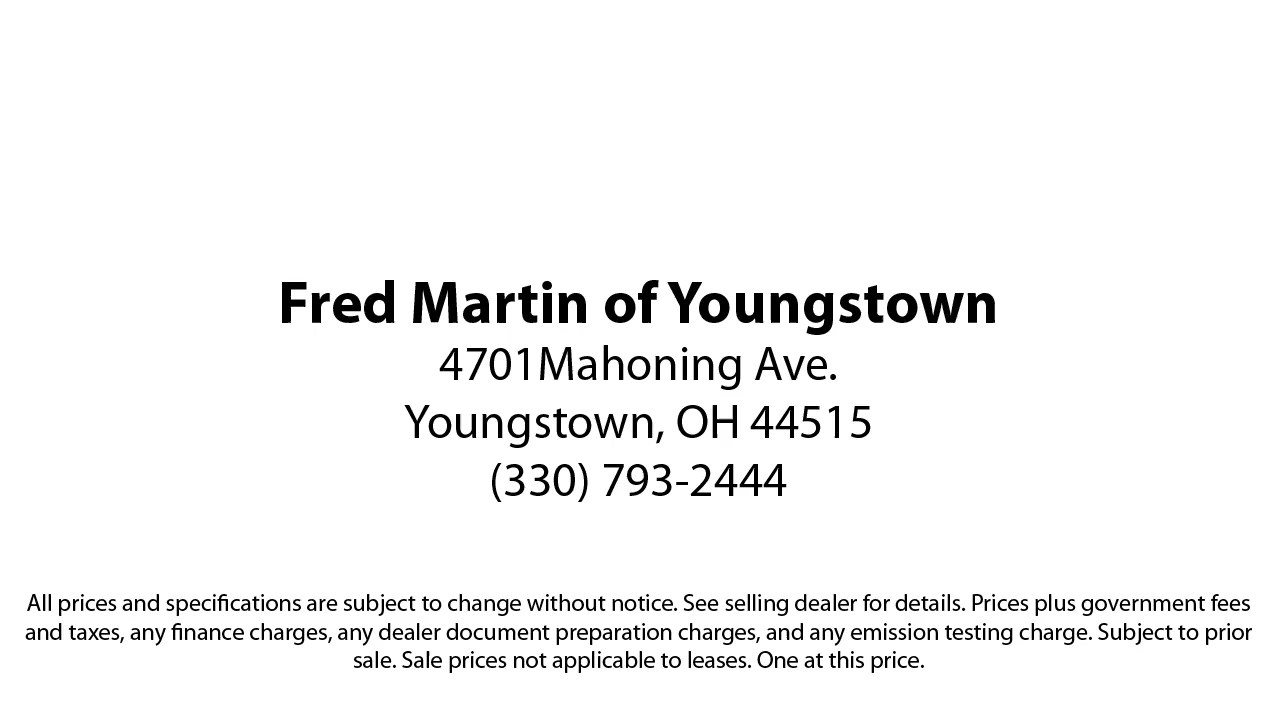 Fred Martin of Youngstown
4701Mahoning Ave.
Youngstown, OH 44515
(330) 793-2444
All prices and specifications are subject to change without notice. See selling dealer for details. Prices plus government fees
and taxes, any finance charges, any dealer document preparation charges, and any emission testing charge. Subject to prior
sale. Sale prices not applicable to leases. One at this price.